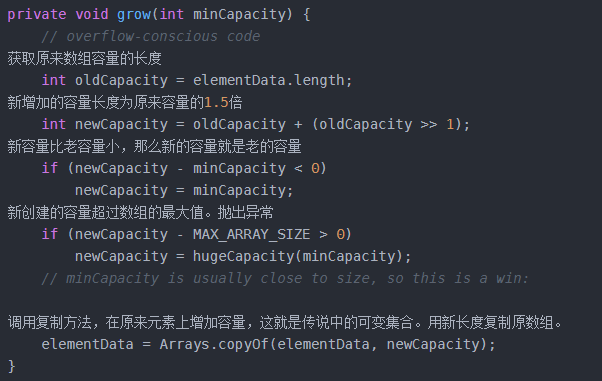 private void grow(int minCapacity) {
    // overflow-conscious code
获取原来数组容量的长度
    int oldCapacity = elementData.length;
新增加的容量长度为原来容量的1.5倍
    int newCapacity = oldCapacity + (oldCapacity >> 1);
新容量比老容量小，那么新的容量就是老的容量
    if (newCapacity - minCapacity < 0)
        newCapacity = minCapacity;
新创建的容量超过数组的最大值。抛出异常
    if (newCapacity - MAX_ARRAY_SIZE > 0)
        newCapacity = hugeCapacity(minCapacity);
    // minCapacity is usually close to size, so this is a win:
调用复制方法，在原来元素上增加容量，这就是传说中的可变集合。用新长度复制原数组。
    elementData = Arrays.copyOf(elementData, newCapacity);
}